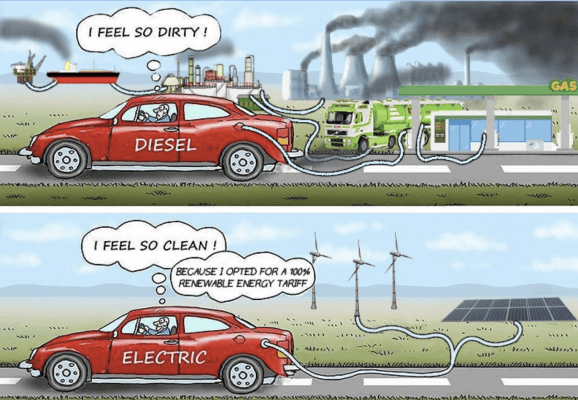 I FEEL SO DIRTY !
GAS
DIESEL
I FEEL SO CLEAN !
BECAUSE I OPTED FOR A 100%
RENEWABLE ENERGY TARIFF
ELECTRIC